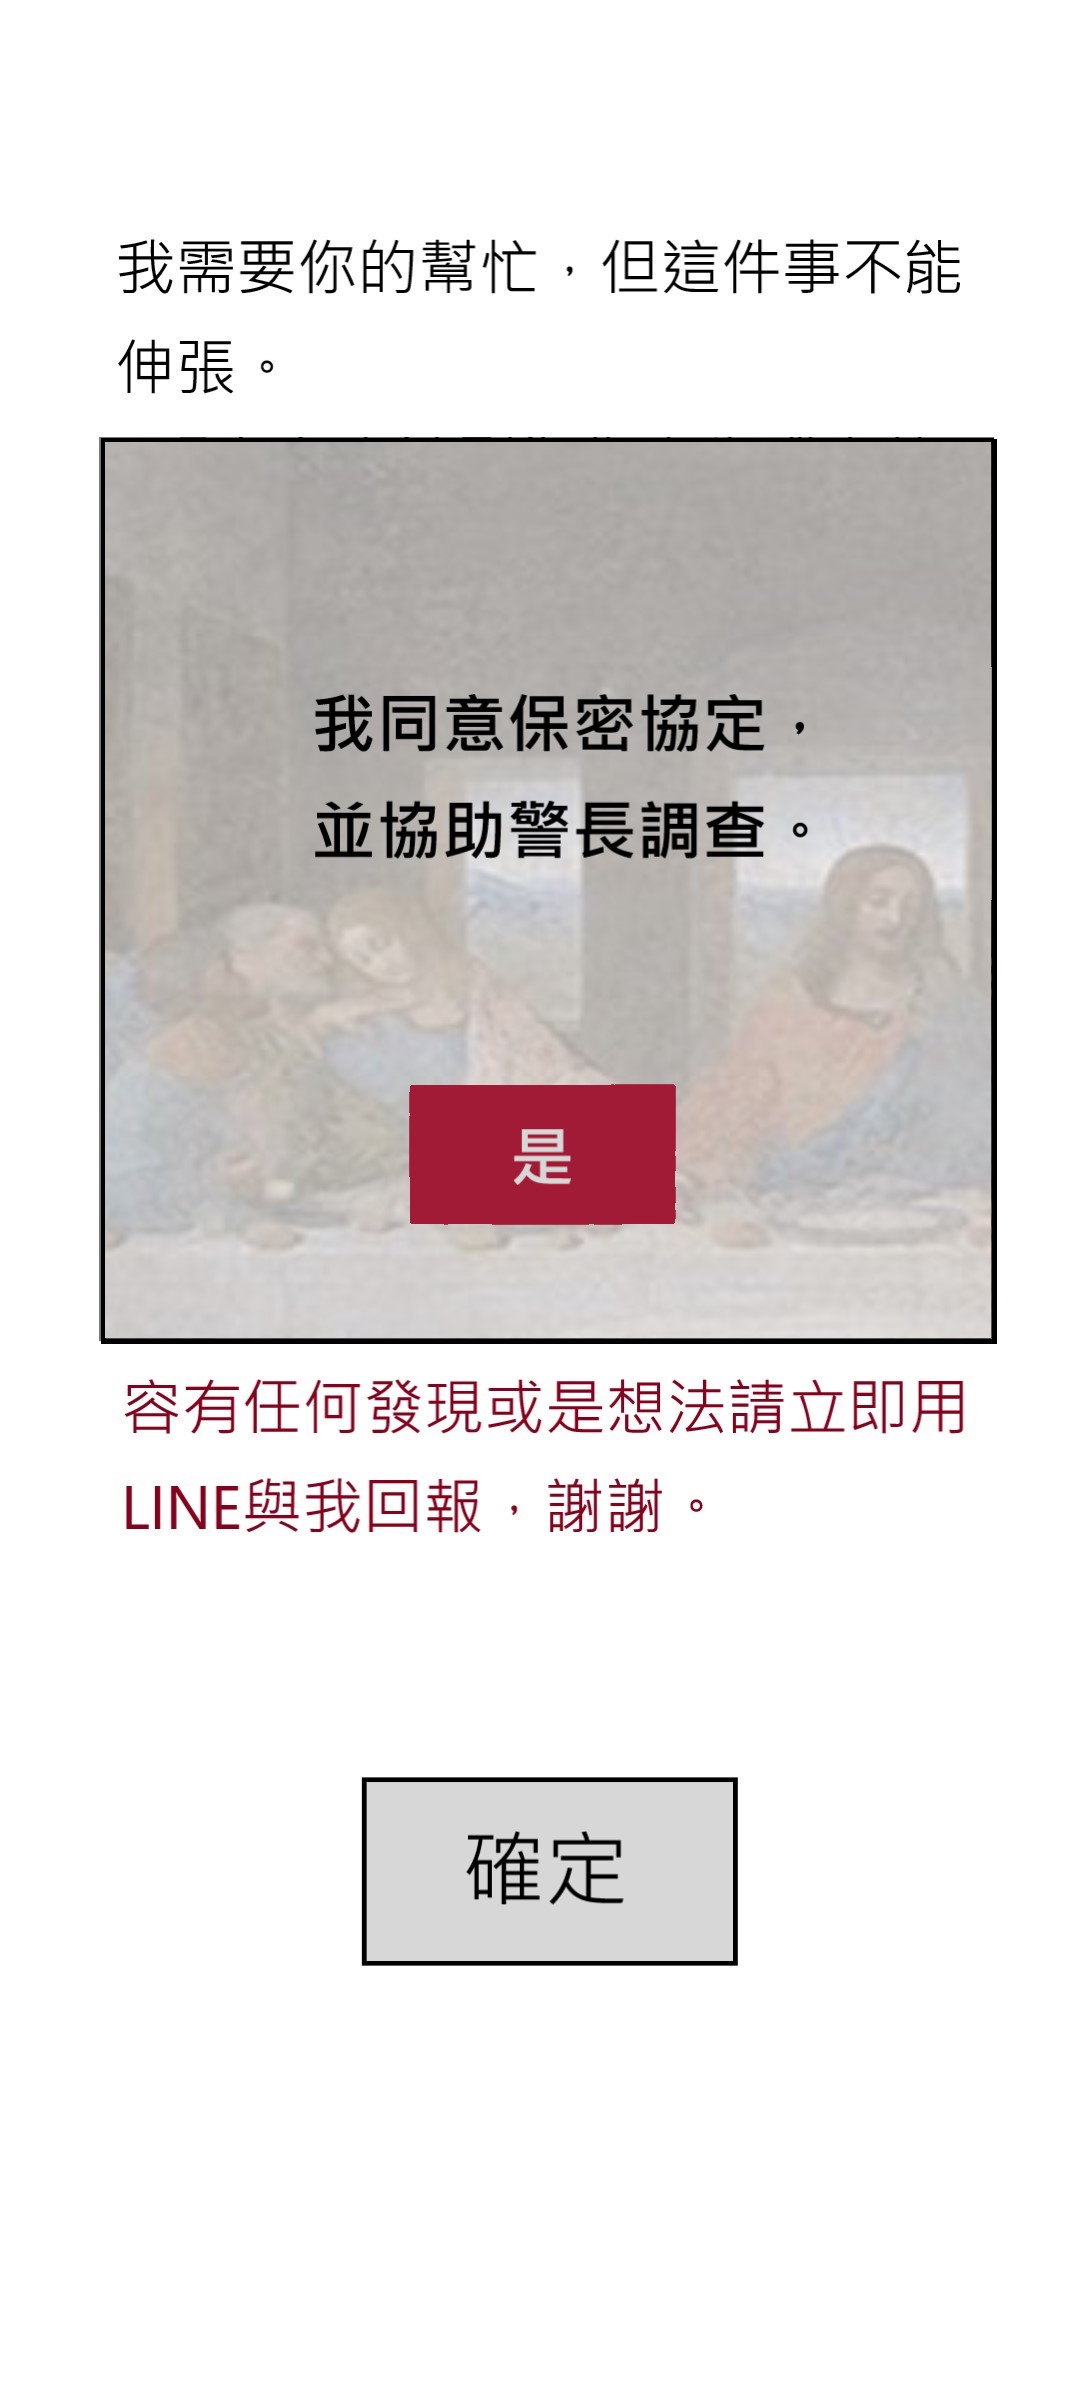 我需要你的幫忙，但這件事不能
伸張。
我同意保密協定，
並協助警長調查。
是
容有任何發現或是想法請立即用
LINE與我回報，謝謝。
確定